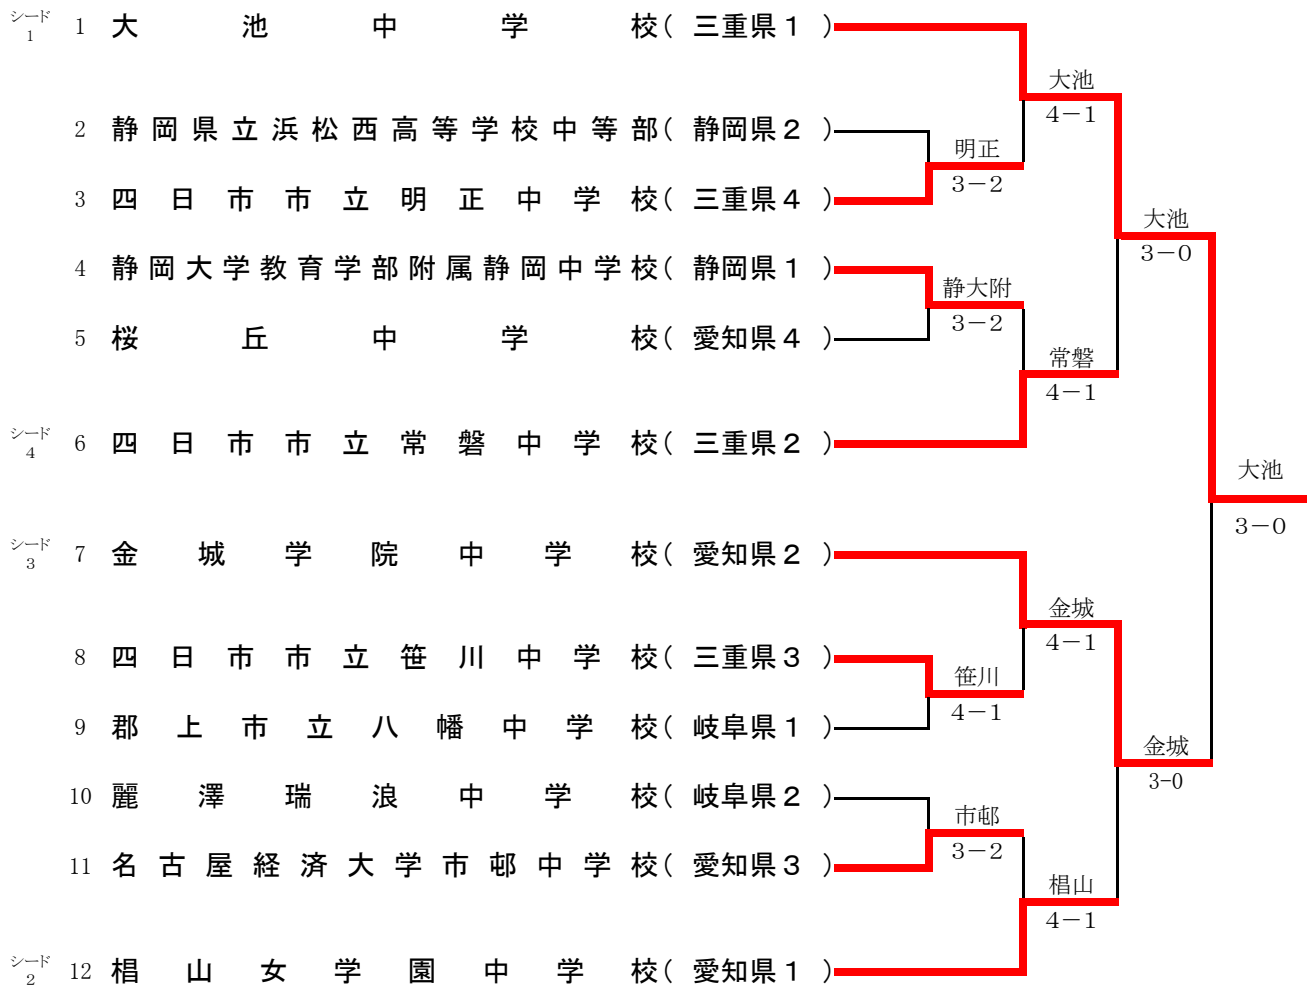 シード
1
1 大池中学校( 三重県１ )
大池
4－1
2 静岡県立浜松西高等学校中等部( 静岡県２ )
明正
3－2
3 四日市市立明正中学校( 三重県４ )
大池
3－0
4 静岡大学教育学部附属静岡中学校( 静岡県１ )
静大附
3－2
5 桜丘中学校( 愛知県４ )
常磐
4－1
シード
4
6 四日市市立常磐中学校( 三重県２ )
大池
3－0
シード
3
7 金城学院中学校( 愛知県２ )
金城
4－1
8 四日市市立笹川中学校( 三重県３ )
笹川
4－1
9 郡上市立八幡中学校( 岐阜県１ )
金城
3-0
10 麗澤瑞浪中学校( 岐阜県２ )
市邨
3－2
11 名古屋経済大学市邨中学校( 愛知県３ )
椙山
4－1
シード
2
12 椙山女学園中学校( 愛知県１ )